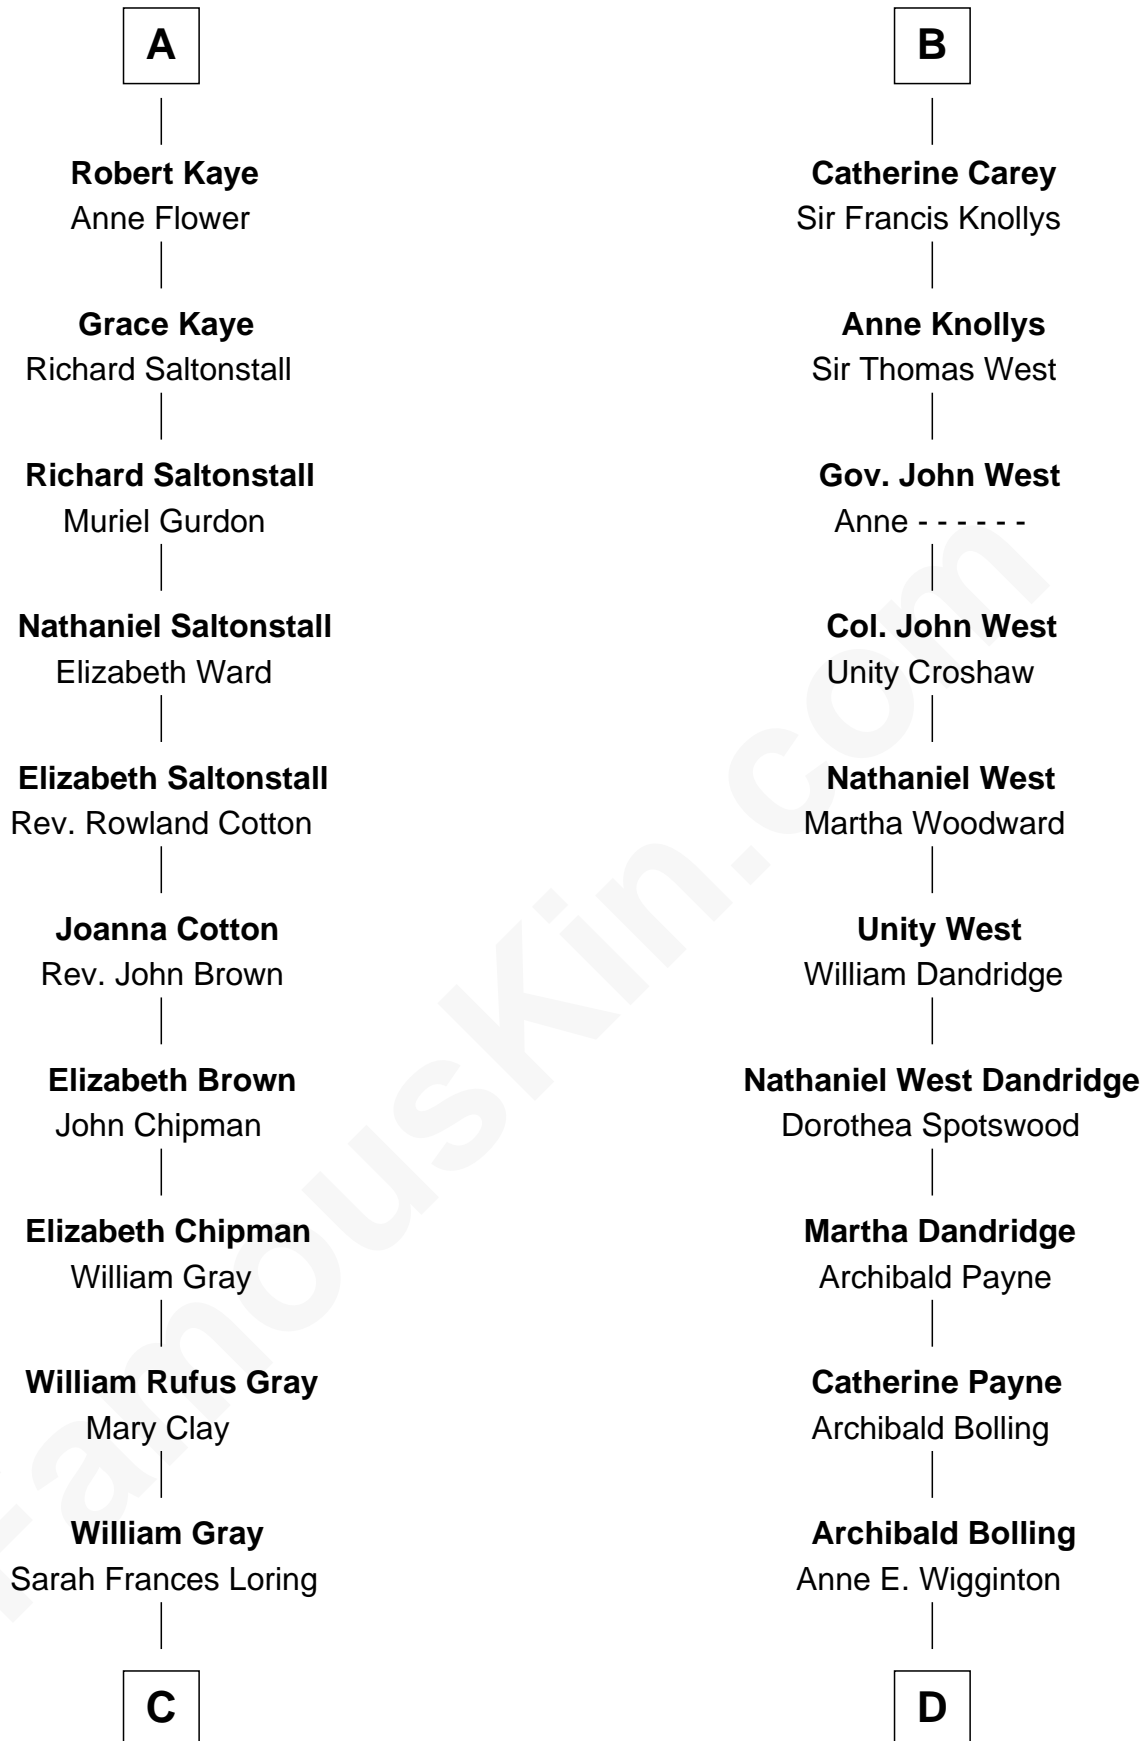 A
Robert Kaye
Anne Flower
Grace Kaye
Richard Saltonstall
Richard Saltonstall
Muriel Gurdon
Nathaniel Saltonstall
Elizabeth Ward
Elizabeth Saltonstall
Rev. Rowland Cotton
Joanna Cotton
Rev. John Brown
Elizabeth Brown
John Chipman
Elizabeth Chipman
William Gray
William Rufus Gray
Mary Clay
William Gray
Sarah Frances Loring
C
B
Catherine Carey
Sir Francis Knollys
Anne Knollys
Sir Thomas West
Gov. John West
Anne - - - - - -
Col. John West
Unity Croshaw
Nathaniel West
Martha Woodward
Unity West
William Dandridge
Nathaniel West Dandridge
Dorothea Spotswood
Martha Dandridge
Archibald Payne
Catherine Payne
Archibald Bolling
Archibald Bolling
Anne E. Wigginton
D
FamousKin.com